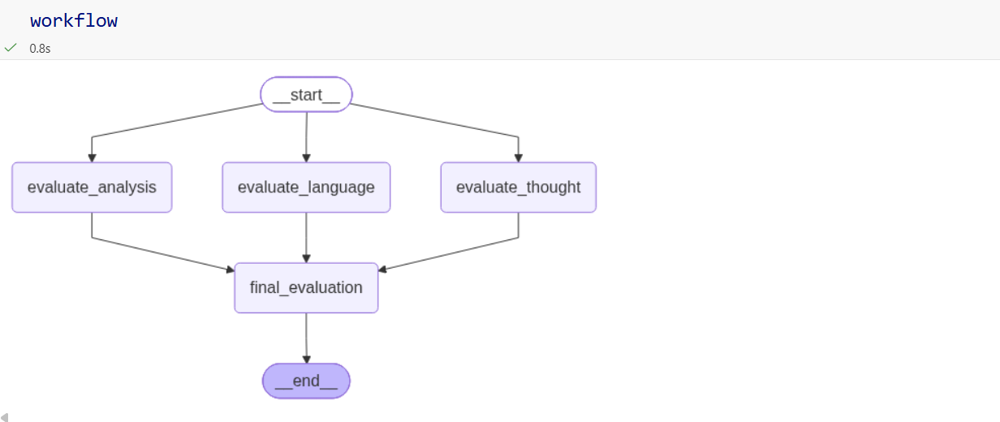 workflow
0.8s
__start__
evaluate_analysis
evaluate_language
evaluate_thought
final_evaluation
__end__